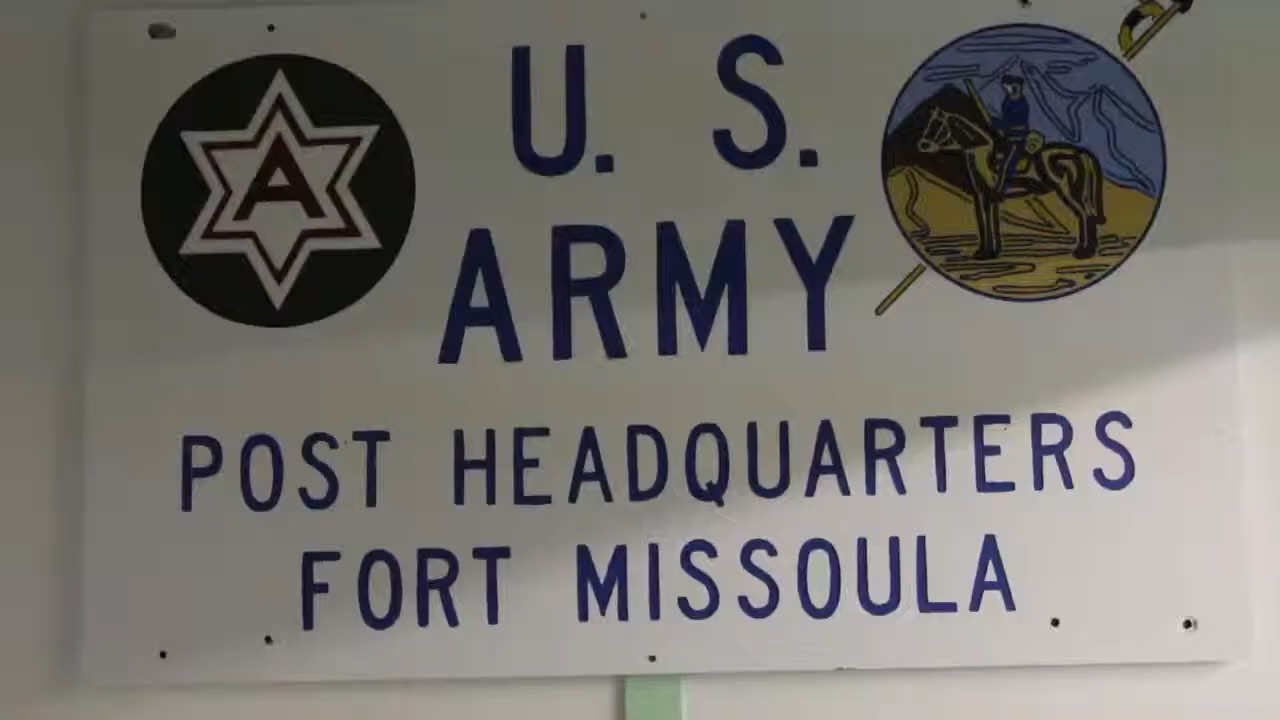 A
U. S.
ARMY
POST HEADQUARTERS
FORT MISSOULA